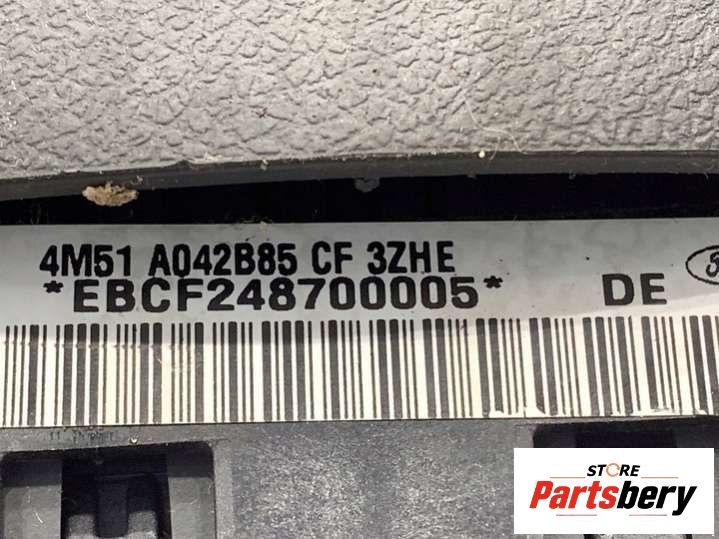 4M51 A042B85 CF 3ZHE
*EBCF248700005* DE
STORE
Partsbery